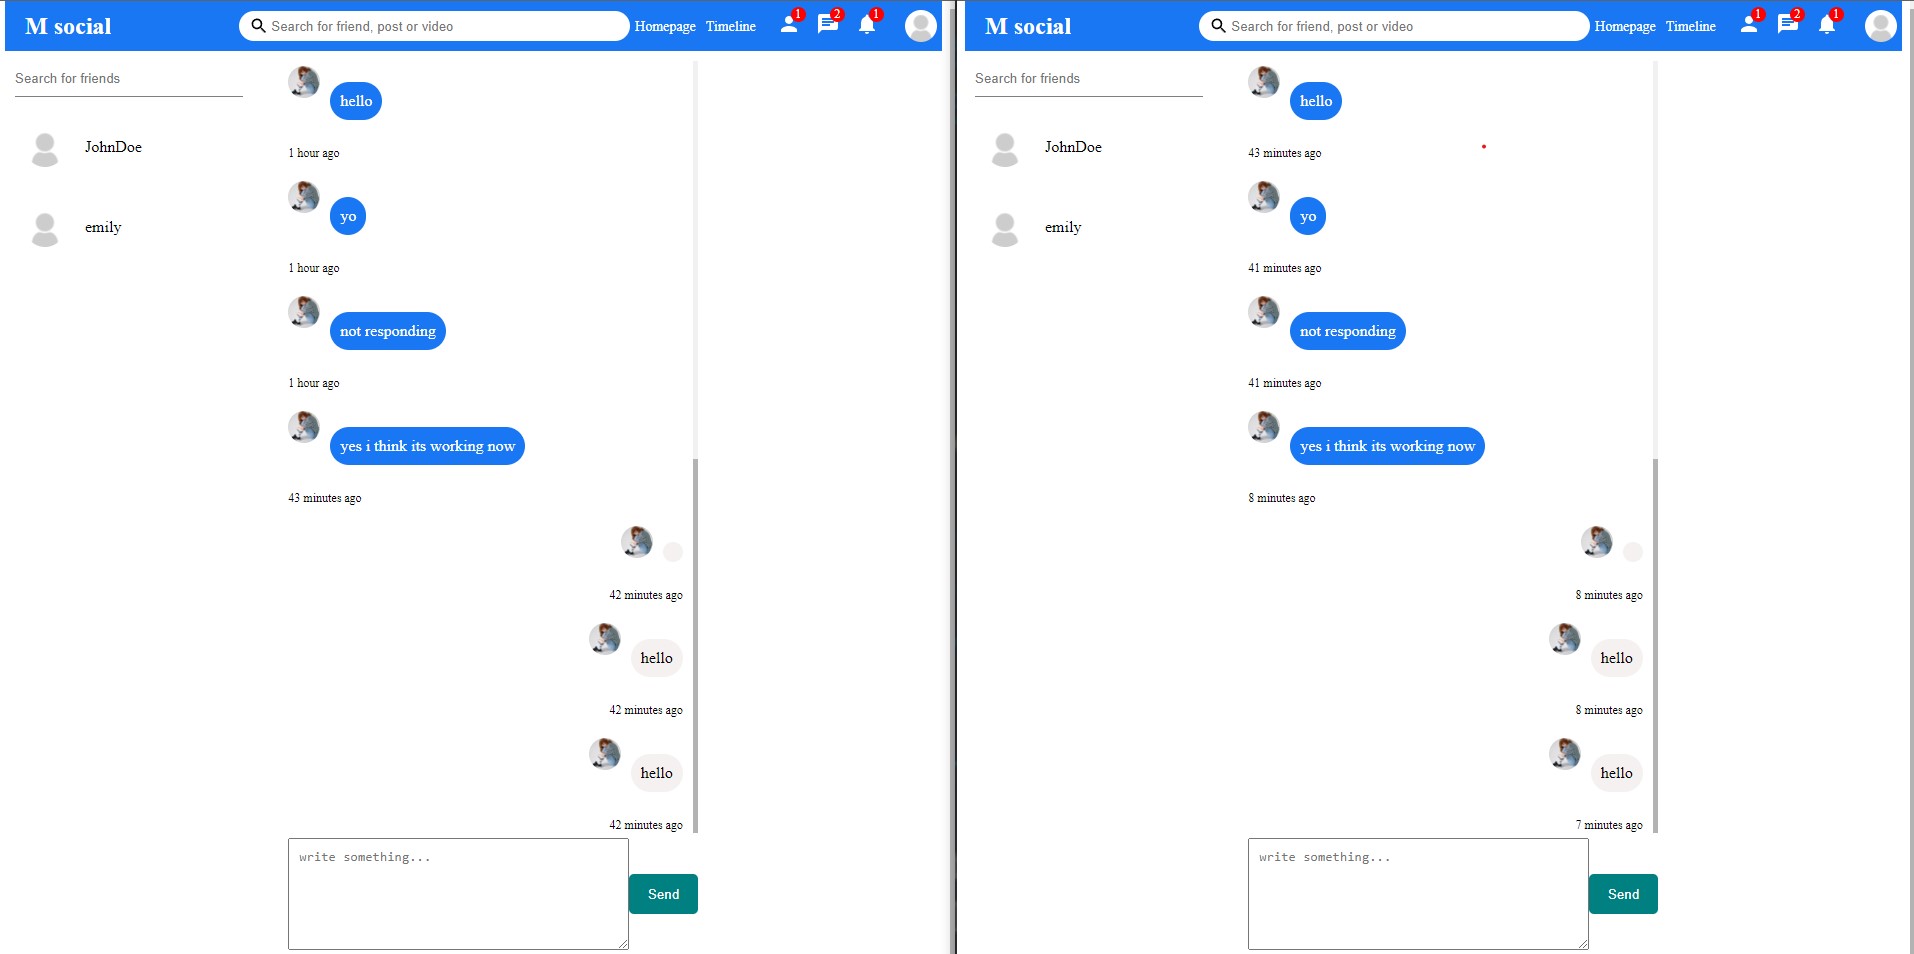 M social
Search for friend, post or video
Homepage Timeline
1 2 1
Search for friends
JohnDoe
emily
hello
1 hour ago
yo
1 hour ago
not responding
1 hour ago
yes i think its working now
43 minutes ago
42 minutes ago
hello
42 minutes ago
hello
42 minutes ago
write something...
Send
M social
Search for friend, post or video
Homepage Timeline
1 2 1
Search for friends
JohnDoe
emily
hello
43 minutes ago
yo
41 minutes ago
not responding
41 minutes ago
yes i think its working now
8 minutes ago
8 minutes ago
hello
8 minutes ago
hello
7 minutes ago
write something...
Send